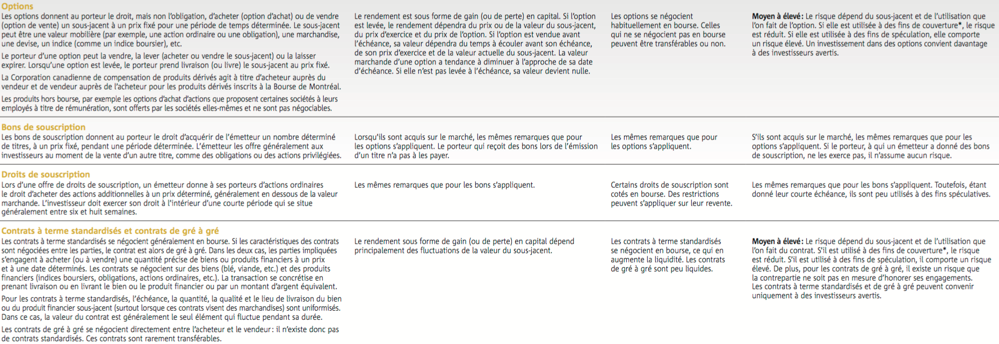 Options
Les options donnent au porteur le droit, mais non l'obligation, d'acheter (option d'achat) ou de vendre
(option de vente) un sous-jacent à un prix fixé pour une période de temps déterminée. Le sous-jacent
peut être une valeur mobilière (par exemple, une action ordinaire ou une obligation), une marchandise,
une devise, un indice (comme un indice boursier), etc.
Le porteur d'une option peut la vendre, la lever (acheter ou vendre le sous-jacent) ou la laisser
expirer. Lorsqu'une option est levée, le porteur prend livraison (ou livre) le sous-jacent au prix fixé.
La Corporation canadienne de compensation de produits dérivés agit à titre d'acheteur auprès du
vendeur et de vendeur auprès de l'acheteur pour les produits dérivés inscrits à la Bourse de Montréal.
Les produits hors bourse, par exemple les options d'achat d'actions que proposent certaines sociétés à leurs
employés à titre de rémunération, sont offerts par les sociétés elles-mêmes et ne sont pas négociables.
Le rendement est sous forme de gain (ou de perte) en capital. Si l'option
est levée, le rendement dépendra du prix ou de la valeur du sous-jacent,
du prix d'exercice et du prix de l'option. Si l'option est vendue avant
l'échéance, sa valeur dépendra du temps à écouler avant son échéance,
de son prix d'exercice et de la valeur actuelle du sous-jacent. La valeur
marchande d'une option a tendance à diminuer à l'approche de sa date
d'échéance. Si elle n'est pas levée à l'échéance, sa valeur devient nulle.
Les options se négocient
habituellement en bourse. Celles
qui ne se négocient pas en bourse
peuvent être transférables ou non.
Moyen à élevé : Le risque dépend du sous-jacent et de l'utilisation que
l'on fait de l'option. Si elle est utilisée à des fins de couverture*, le risque
est réduit. Si elle est utilisée à des fins de spéculation, elle comporte
un risque élevé. Un investissement dans des options convient davantage
à des investisseurs avertis.
Bons de souscription
Les bons de souscription donnent au porteur le droit d'acquérir de l'émetteur un nombre déterminé
de titres, à un prix fixé, pendant une période déterminée. L'émetteur les offre généralement aux
investisseurs au moment de la vente d'un autre titre, comme des obligations ou des actions privilégiées.
Lorsqu'ils sont acquis sur le marché, les mêmes remarques que pour
les options s'appliquent. Le porteur qui reçoit des bons lors de l'émission
d'un titre n'a pas à les payer.
Les mêmes remarques que pour
les options s'appliquent.
S'ils sont acquis sur le marché, les mêmes remarques que pour les
options s'appliquent. Si le porteur, à qui un émetteur a donné des bons
de souscription, ne les exerce pas, il n'assume aucun risque.
Droits de souscription
Lors d'une offre de droits de souscription, un émetteur donne à ses porteurs d'actions ordinaires
le droit d'acheter des actions additionnelles à un prix déterminé, généralement en dessous de la valeur
marchande. L'investisseur doit exercer son droit à l'intérieur d'une courte période qui se situe
généralement entre six et huit semaines.
Les mêmes remarques que pour les bons s'appliquent.
Certains droits de souscription sont
cotés en bourse. Des restrictions
peuvent s'appliquer sur leur revente.
Les mêmes remarques que pour les bons s'appliquent. Toutefois, étant
donné leur courte échéance, ils sont peu utilisés à des fins spéculatives.
Contrats à terme standardisés et contrats de gré à gré
Les contrats à terme standardisés se négocient généralement en bourse. Si les caractéristiques des contrats
sont négociées entre les parties, le contrat est alors de gré à gré. Dans les deux cas, les parties impliquées
s'engagent à acheter (ou à vendre) une quantité précise de biens ou produits financiers à un prix
et à une date déterminés. Les contrats se négocient sur des biens (blé, viande, etc.) et des produits
financiers (indices boursiers, obligations, actions ordinaires, etc.). La transaction se concrétise en
prenant livraison ou en livrant le bien ou le produit financier ou par un montant d'argent équivalent.
Pour les contrats à terme standardisés, l'échéance, la quantité, la qualité et le lieu de livraison du bien
ou du produit financier sous-jacent (surtout lorsque ces contrats visent des marchandises) sont uniformisés.
Dans ce cas, la valeur du contrat est généralement le seul élément qui fluctue pendant sa durée.
Les contrats de gré à gré se négocient directement entre l'acheteur et le vendeur : il n'existe donc pas
de contrats standardisés. Ces contrats sont rarement transférables.
Le rendement sous forme de gain (ou de perte) en capital dépend
principalement des fluctuations de la valeur du sous-jacent.
Les contrats à terme standardisés
se négocient en bourse, ce qui en
augmente la liquidité. Les contrats
de gré à gré sont peu liquides.
Moyen à élevé : Le risque dépend du sous-jacent et de l'utilisation que
l'on fait du contrat. S'il est utilisé à des fins de couverture*, le risque
est réduit. S'il est utilisé à des fins de spéculation, il comporte un risque
élevé. De plus, pour les contrats de gré à gré, il existe un risque que
la contrepartie ne soit pas en mesure d'honorer ses engagements.
Les contrats à terme standardisés et de gré à gré peuvent convenir
uniquement à des investisseurs avertis.